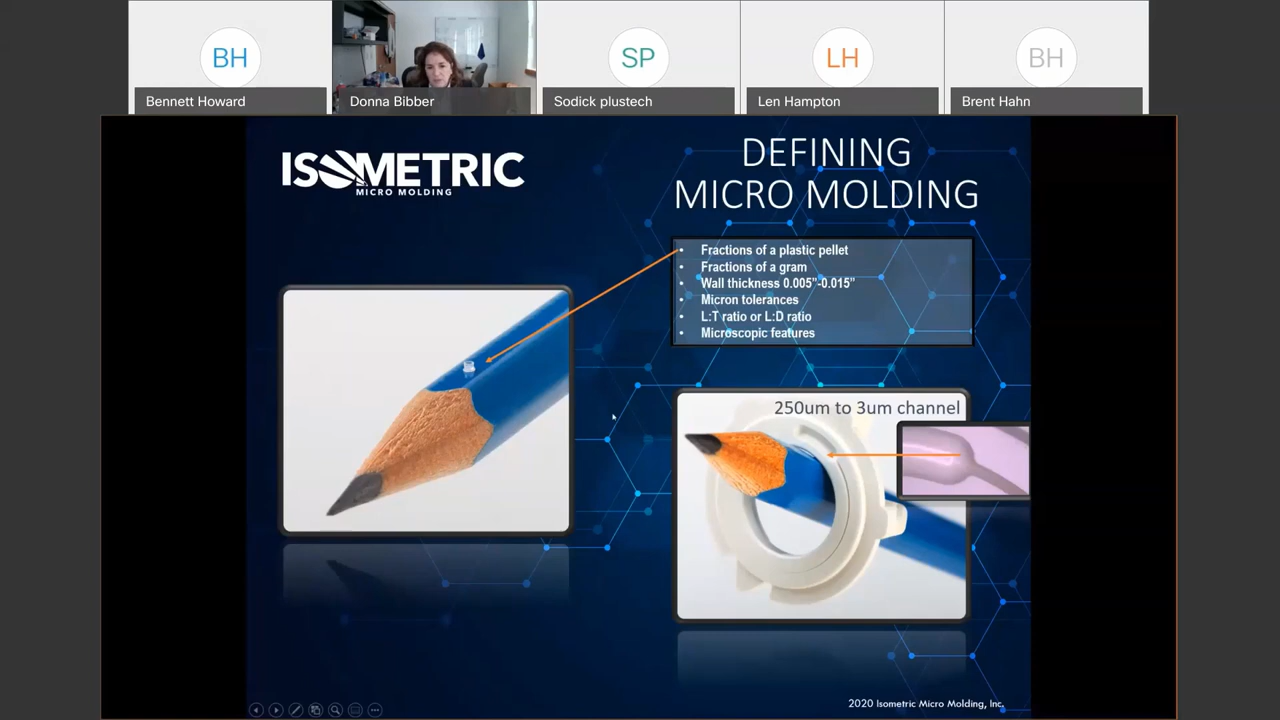 BH
SP
LH
BH
Bennett Howard
Donna Bibber
Sodick plustech
Len Hampton
Brent Hahn
ISOMETRIC
MICRO MOLDING
DEFINING
MICRO MOLDING
• Fractions of a plastic pellet
• Fractions of a gram
• Wall thickness 0.005”-0.015”
• Micron tolerances
• L:T ratio or L:D ratio
• Microscopic features
250um to 3um channel
2020 Isometric Micro Molding, Inc.